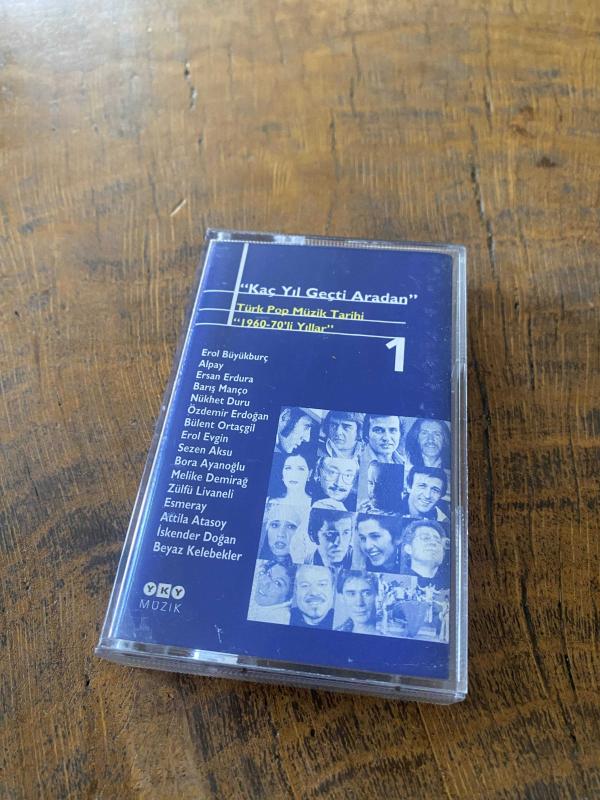 “Kaç Yıl Geçti Aradan”
Türk Pop Müzik Tarihi
“1960-70'li Yıllar”
1
Erol Büyükburç
Alpay
Ersan Erdura
Barış Manço
Nükhet Duru
Özdemir Erdoğan
Bülent Ortaçgil
Erol Evgin
Sezen Aksu
Bora Ayanoğlu
Melike Demirağ
Zülfü Livaneli
Esmeray
Attila Atasoy
İskender Doğan
Beyaz Kelebekler
YKY
MÜZİK